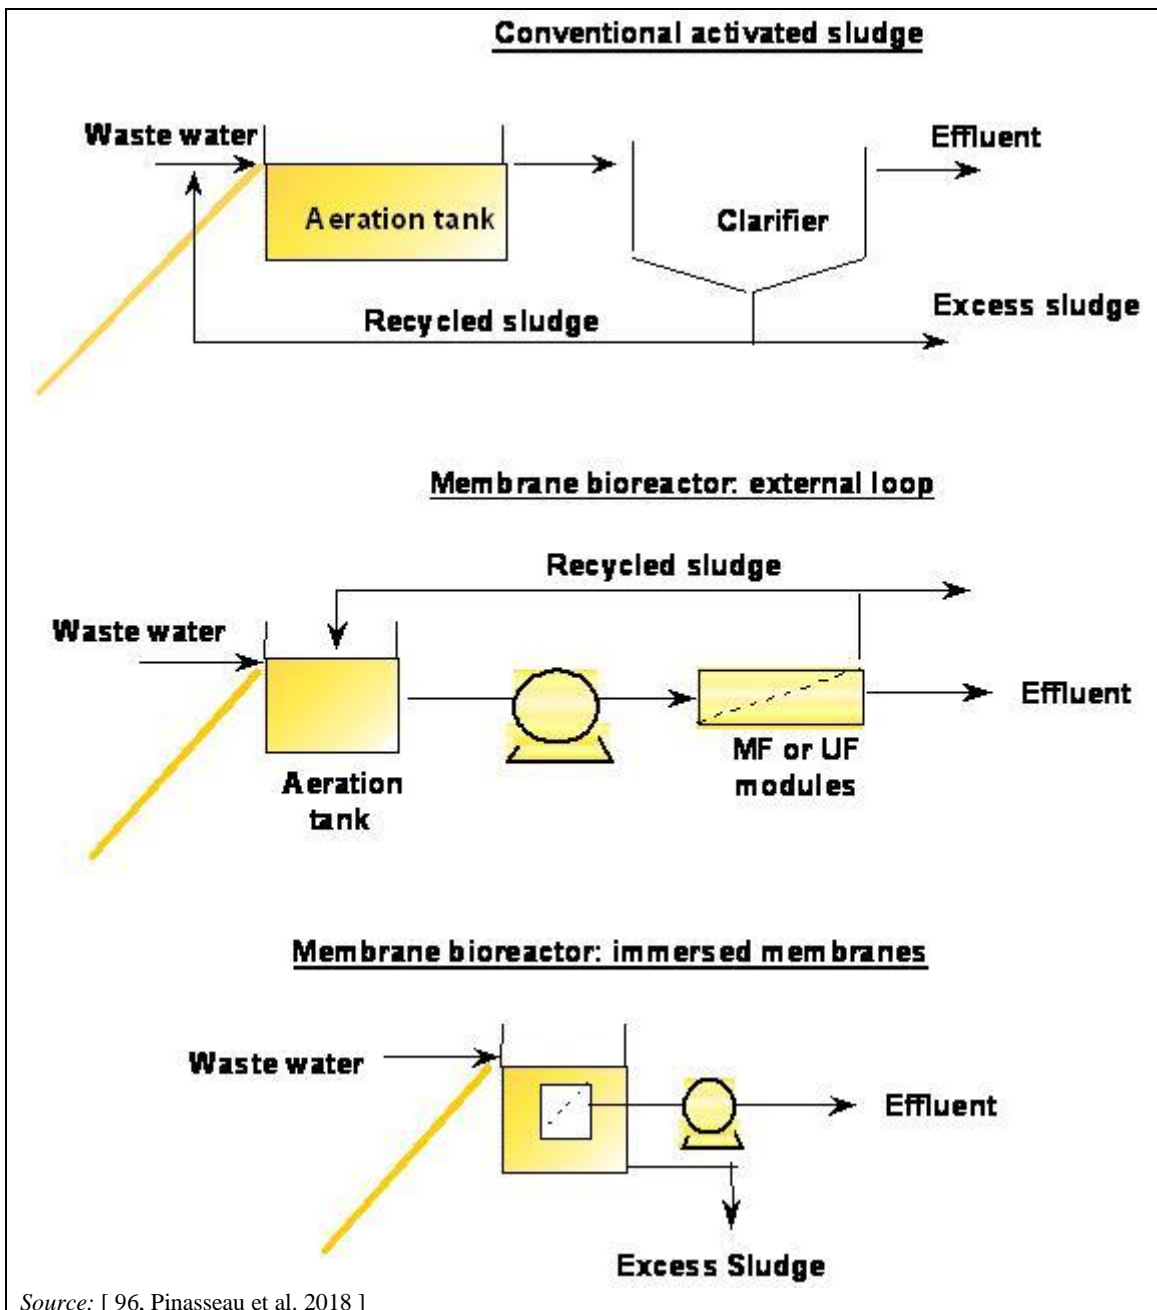 Conventional activated sludge
Waste water
Effluent
Aeration tank
Clarifier
Recycled sludge
Excess sludge
Membrane bioreactor: external loop
Recycled sludge
Waste water
Effluent
MF or UF
modules
Aeration
tank
Membrane bioreactor: immersed membranes
Waste water
Effluent
Excess Sludge
Source: [ 96, Pinasseau et al. 2018 ]